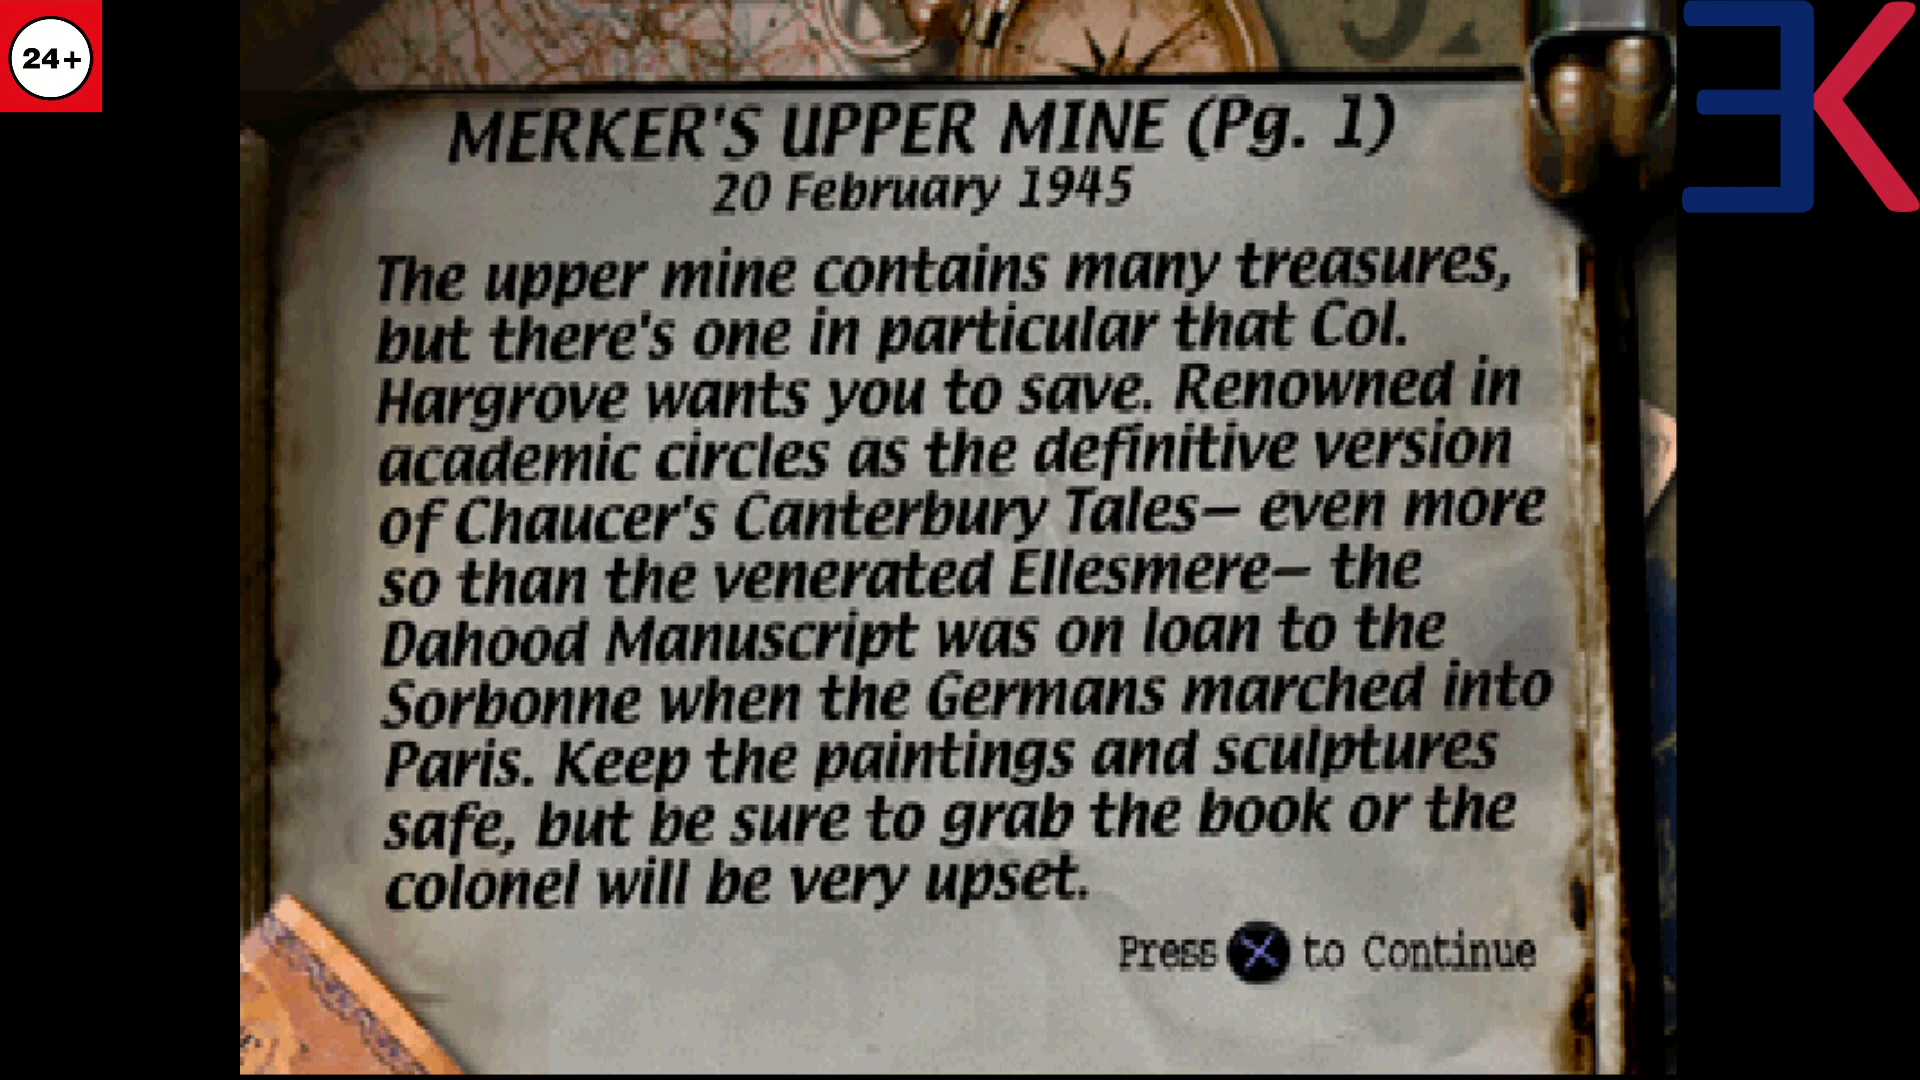 24+
MERKER'S UPPER MINE (Pg. 1)
20 February 1945
The upper mine contains many treasures,
but there's one in particular that Col.
Hargrove wants you to save. Renowned in
academic circles as the definitive version
of Chaucer's Canterbury Tales— even more
so than the venerated Ellesmere— the
Dahood Manuscript was on loan to the
Sorbonne when the Germans marched into
Paris. Keep the paintings and sculptures
safe, but be sure to grab the book or the
colonel will be very upset.
Press X to Continue